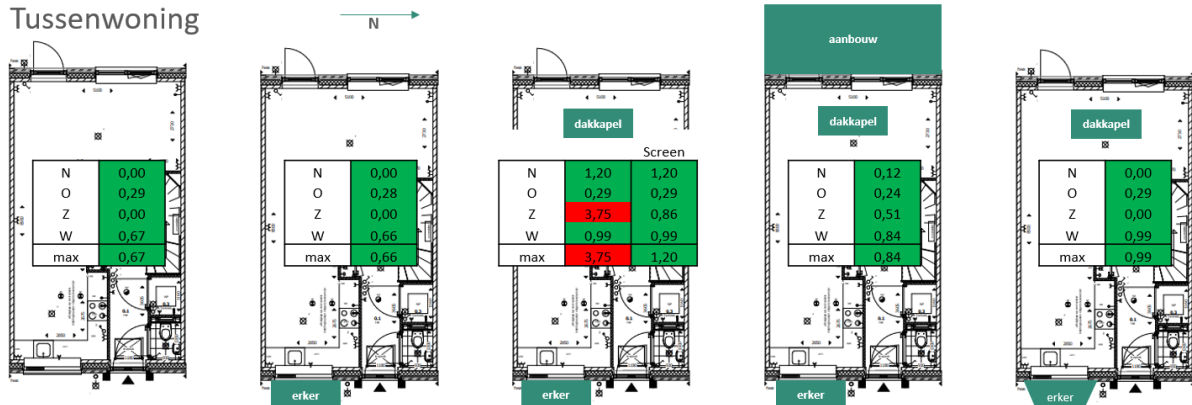 Tussenwoning
N
N 0,00
O 0,29
Z 0,00
W 0,67
max 0,67
N 0,00
O 0,28
Z 0,00
W 0,66
max 0,66
erker
dakkapel
Screen
N 1,20 1,20
O 0,29 0,29
Z 3,75 0,86
W 0,99 0,99
max 3,75 1,20
erker
aanbouw
dakkapel
N 0,12
O 0,24
Z 0,51
W 0,84
max 0,84
erker
dakkapel
N 0,00
O 0,29
Z 0,00
W 0,99
max 0,99
erker